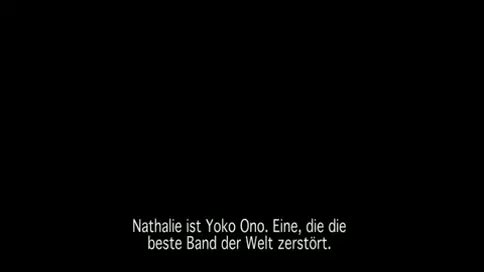 Nathalie ist Yoko Ono. Eine, die die
beste Band der Welt zerstört.